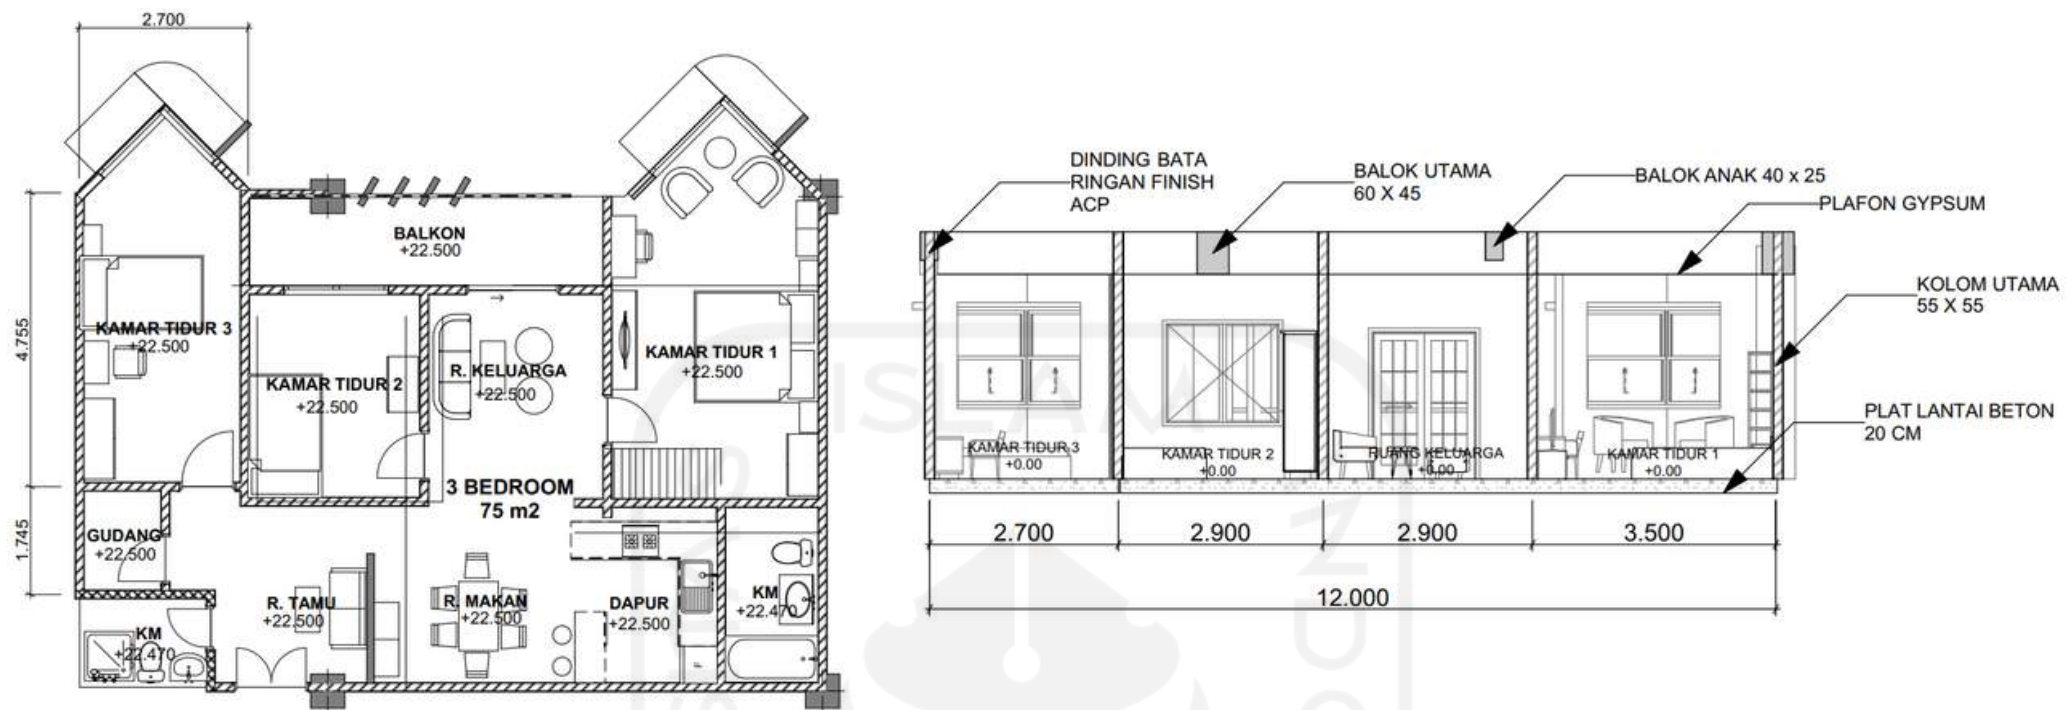 2.700
4.755
1.745
BALKON
+22.500
KAMAR TIDUR 3
+22.500
KAMAR TIDUR 2
+22.500
R. KELUARGA
+22.500
KAMAR TIDUR 1
+22.500
3 BEDROOM
75 m2
GUDANG
+22.500
R. TAMU
+22.500
R. MAKAN
+22.500
DAPUR
+22.500
KM
+22.470
KM
+22.470
F
DINDING BATA
RINGAN FINISH
ACP
BALOK UTAMA
60 X 45
BALOK ANAK 40 x 25
PLAFON GYPSUM
KOLOM UTAMA
55 X 55
PLAT LANTAI BETON
20 CM
KAMAR TIDUR 3
+0.00
KAMAR TIDUR 2
+0.00
RUANG KELUARGA
+0.00
KAMAR TIDUR 1
+0.00
2.700
2.900
2.900
3.500
12.000
ISLAM